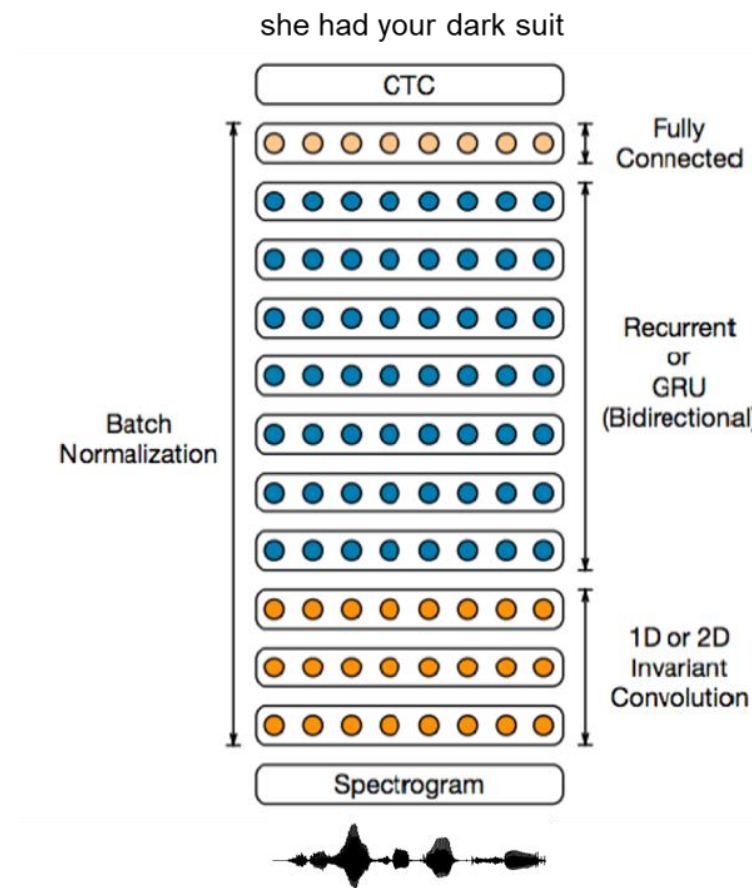 she had your dark suit
CTC
Fully
Connected
Recurrent
or
GRU
(Bidirectional)
Batch
Normalization
1D or 2D
Invariant
Convolution
Spectrogram